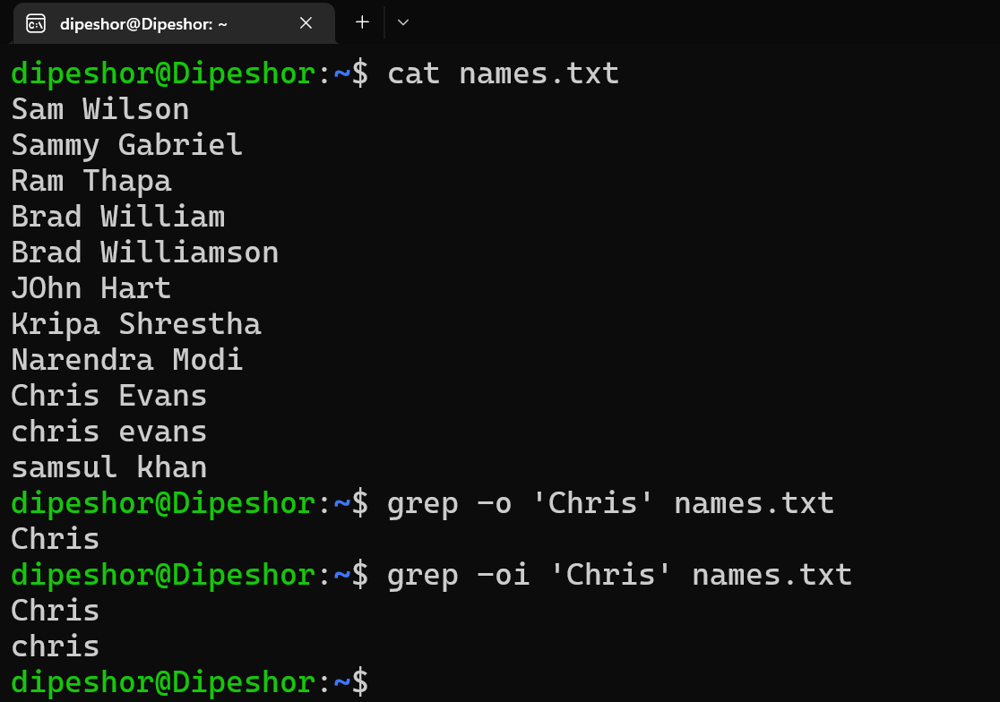 dipeshor@Dipeshor: ~
dipeshor@Dipeshor:~$ cat names.txt
Sam Wilson
Sammy Gabriel
Ram Thapa
Brad William
Brad Williamson
JOhn Hart
Kripa Shrestha
Narendra Modi
Chris Evans
chris evans
samsul khan
dipeshor@Dipeshor:~$ grep -o 'Chris' names.txt
Chris
dipeshor@Dipeshor:~$ grep -oi 'Chris' names.txt
Chris
chris
dipeshor@Dipeshor:~$